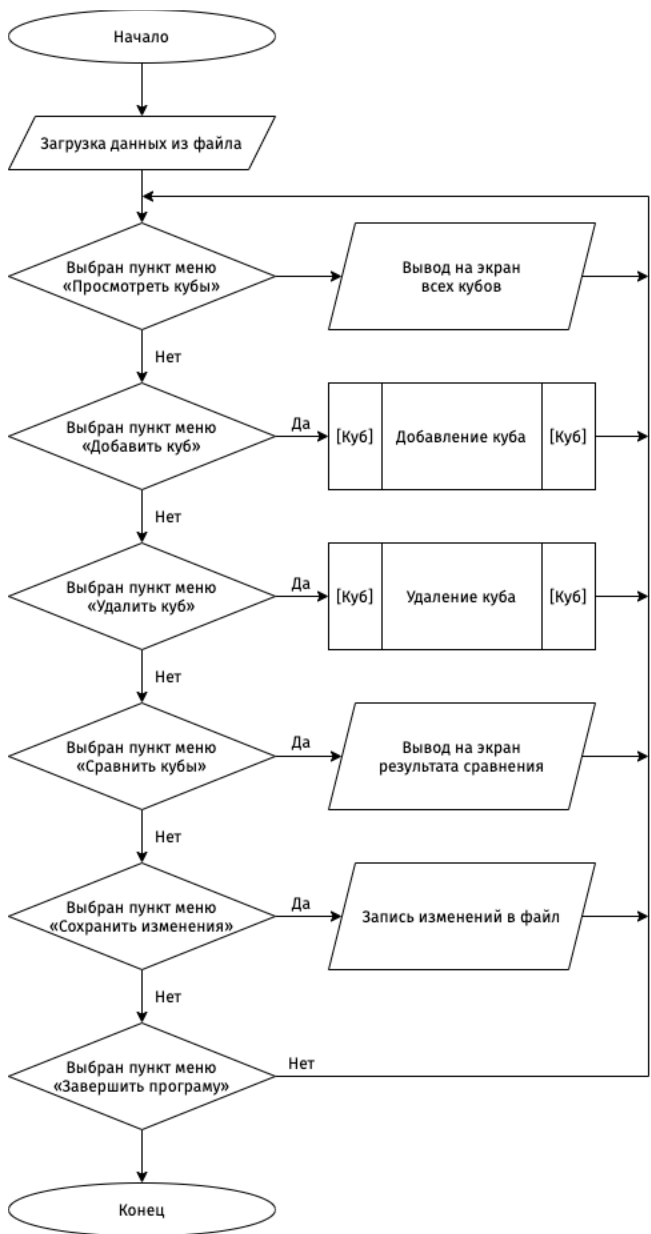 Начало
Загрузка данных из файла
Выбран пункт меню
«Просмотреть кубы»
Вывод на экран
всех кубов
Нет
Выбран пункт меню
«Добавить куб»
Да
[Куб]
Добавление куба
[Куб]
Нет
Выбран пункт меню
«Удалить куб»
Да
[Куб]
Удаление куба
[Куб]
Нет
Выбран пункт меню
«Сравнить кубы»
Да
Вывод на экран
результата сравнения
Нет
Выбран пункт меню
«Сохранить изменения»
Да
Запись изменений в файл
Нет
Выбран пункт меню
«Завершить програму»
Нет
Конец